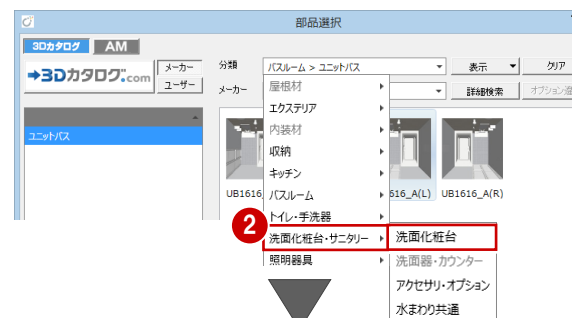 部品選択
3Dカタログ AM
➔3Dカタログ.com
メーカー
ユーザー
分類 バスルーム > ユニットバス 表示 クリア
メーカー 詳細検索
ユニットバス
屋根材
エクステリア
内装材
収納
キッチン
バスルーム
トイレ・手洗器
洗面化粧台・サニタリー
照明器具
UB1616 616_A(L) UB1616_A(R)
2
洗面化粧台
洗面器・カウンター
アクセサリ・オプション
水まわり共通